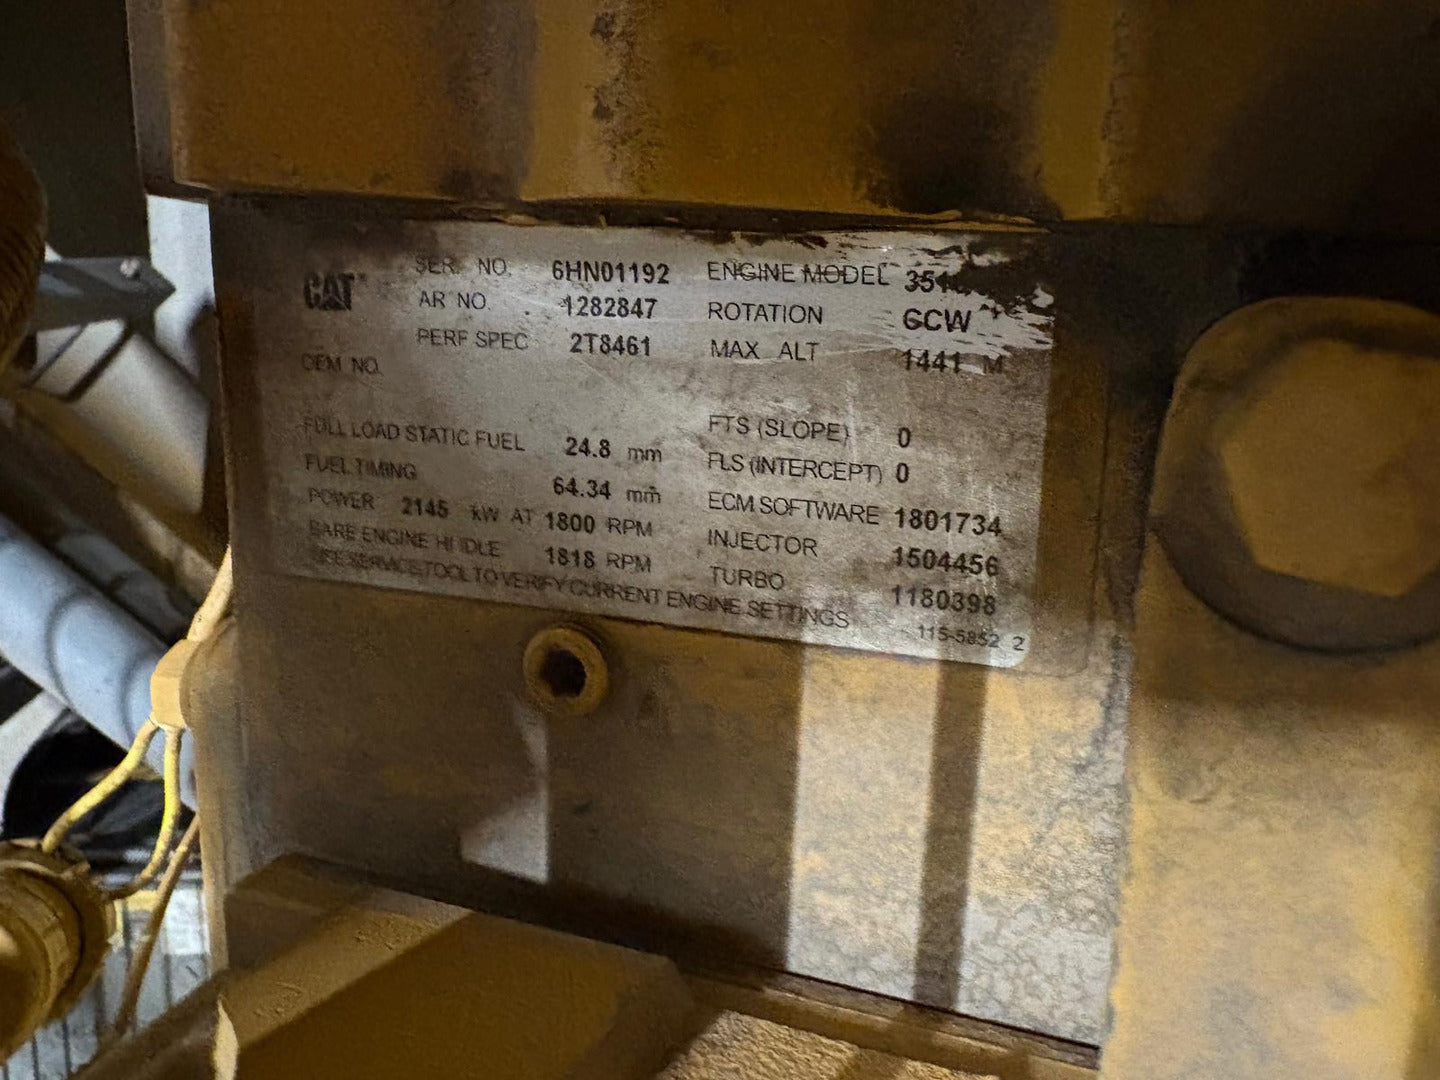 CAT
SER. NO. 6HN01192 ENGINE MODEL
AR NO. 1282847 ROTATION CCW
PERF SPEC 2T8461 MAX ALT 1441 M
OEM NO.
FULL LOAD STATIC FUEL 24.8 mm FTS (SLOPE) 0
FUEL TIMING 64.34 mm FLS (INTERCEPT) 0
POWER 2145 kW AT 1800 RPM ECM SOFTWARE 1801734
BARE ENGINE HI IDLE 1818 RPM INJECTOR 1504456
TURBO 1180398
USE SERVICE TOOL TO VERIFY CURRENT ENGINE SETTINGS 115-5852 2